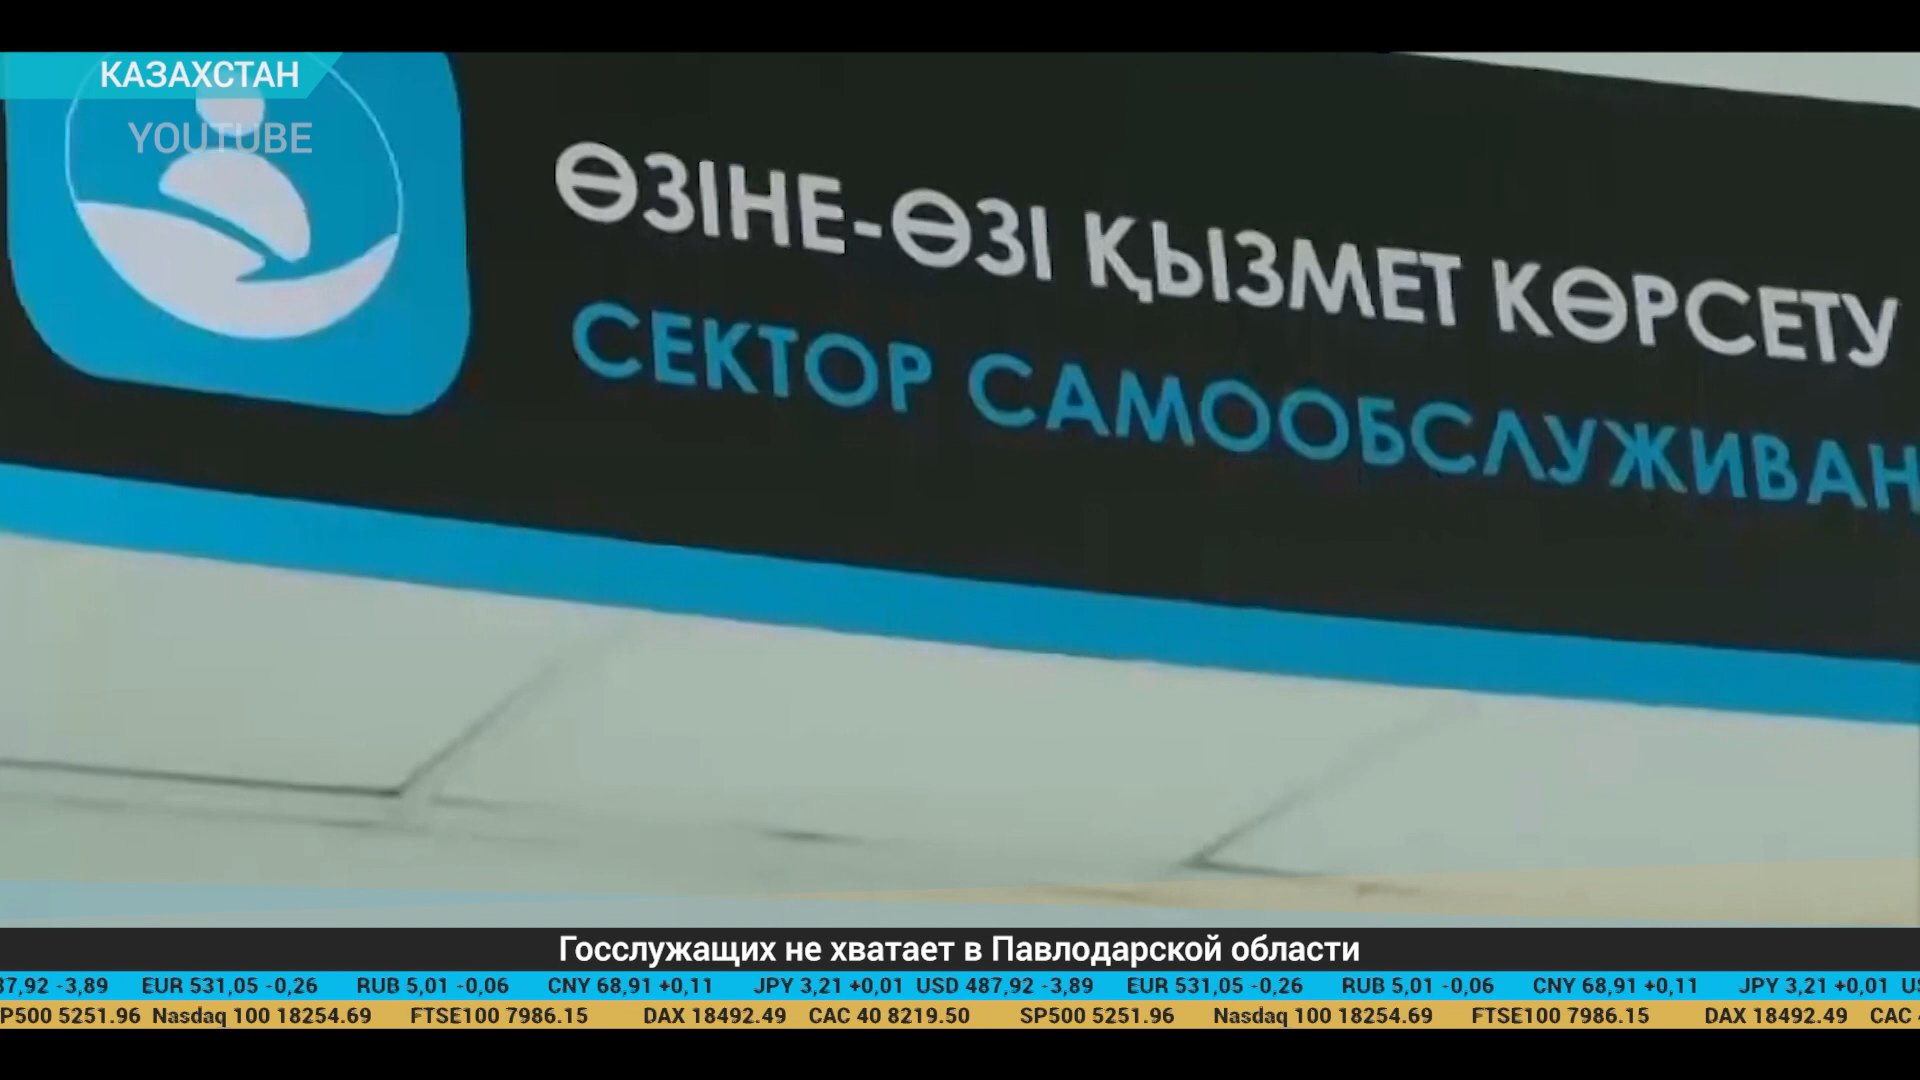 КАЗАХСТАН
YOUTUBE
ӨЗІНЕ-ӨЗІ ҚЫЗМЕТ КӨРСЕТУ
СЕКТОР САМООБСЛУЖИВАН
Госслужащих не хватает в Павлодарской области
87,92 -3,89 EUR 531,05 -0,26 RUB 5,01 -0,06 CNY 68,91 +0,11 JPY 3,21 +0,01 USD 487,92 -3,89 EUR 531,05 -0,26 RUB 5,01 -0,06 CNY 68,91 +0,11 JPY 3,21 +0,01 US
P500 5251.96 Nasdaq 100 18254.69 FTSE100 7986.15 DAX 18492.49 CAC 40 8219.50 SP500 5251.96 Nasdaq 100 18254.69 FTSE100 7986.15 DAX 18492.49 CAC